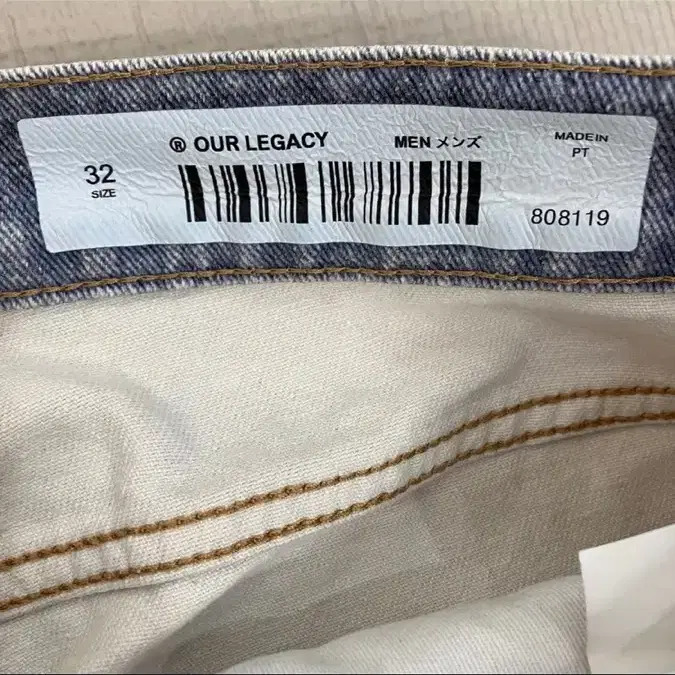 32
SIZE
® OUR LEGACY
MEN メンズ
MADE IN
PT
808119